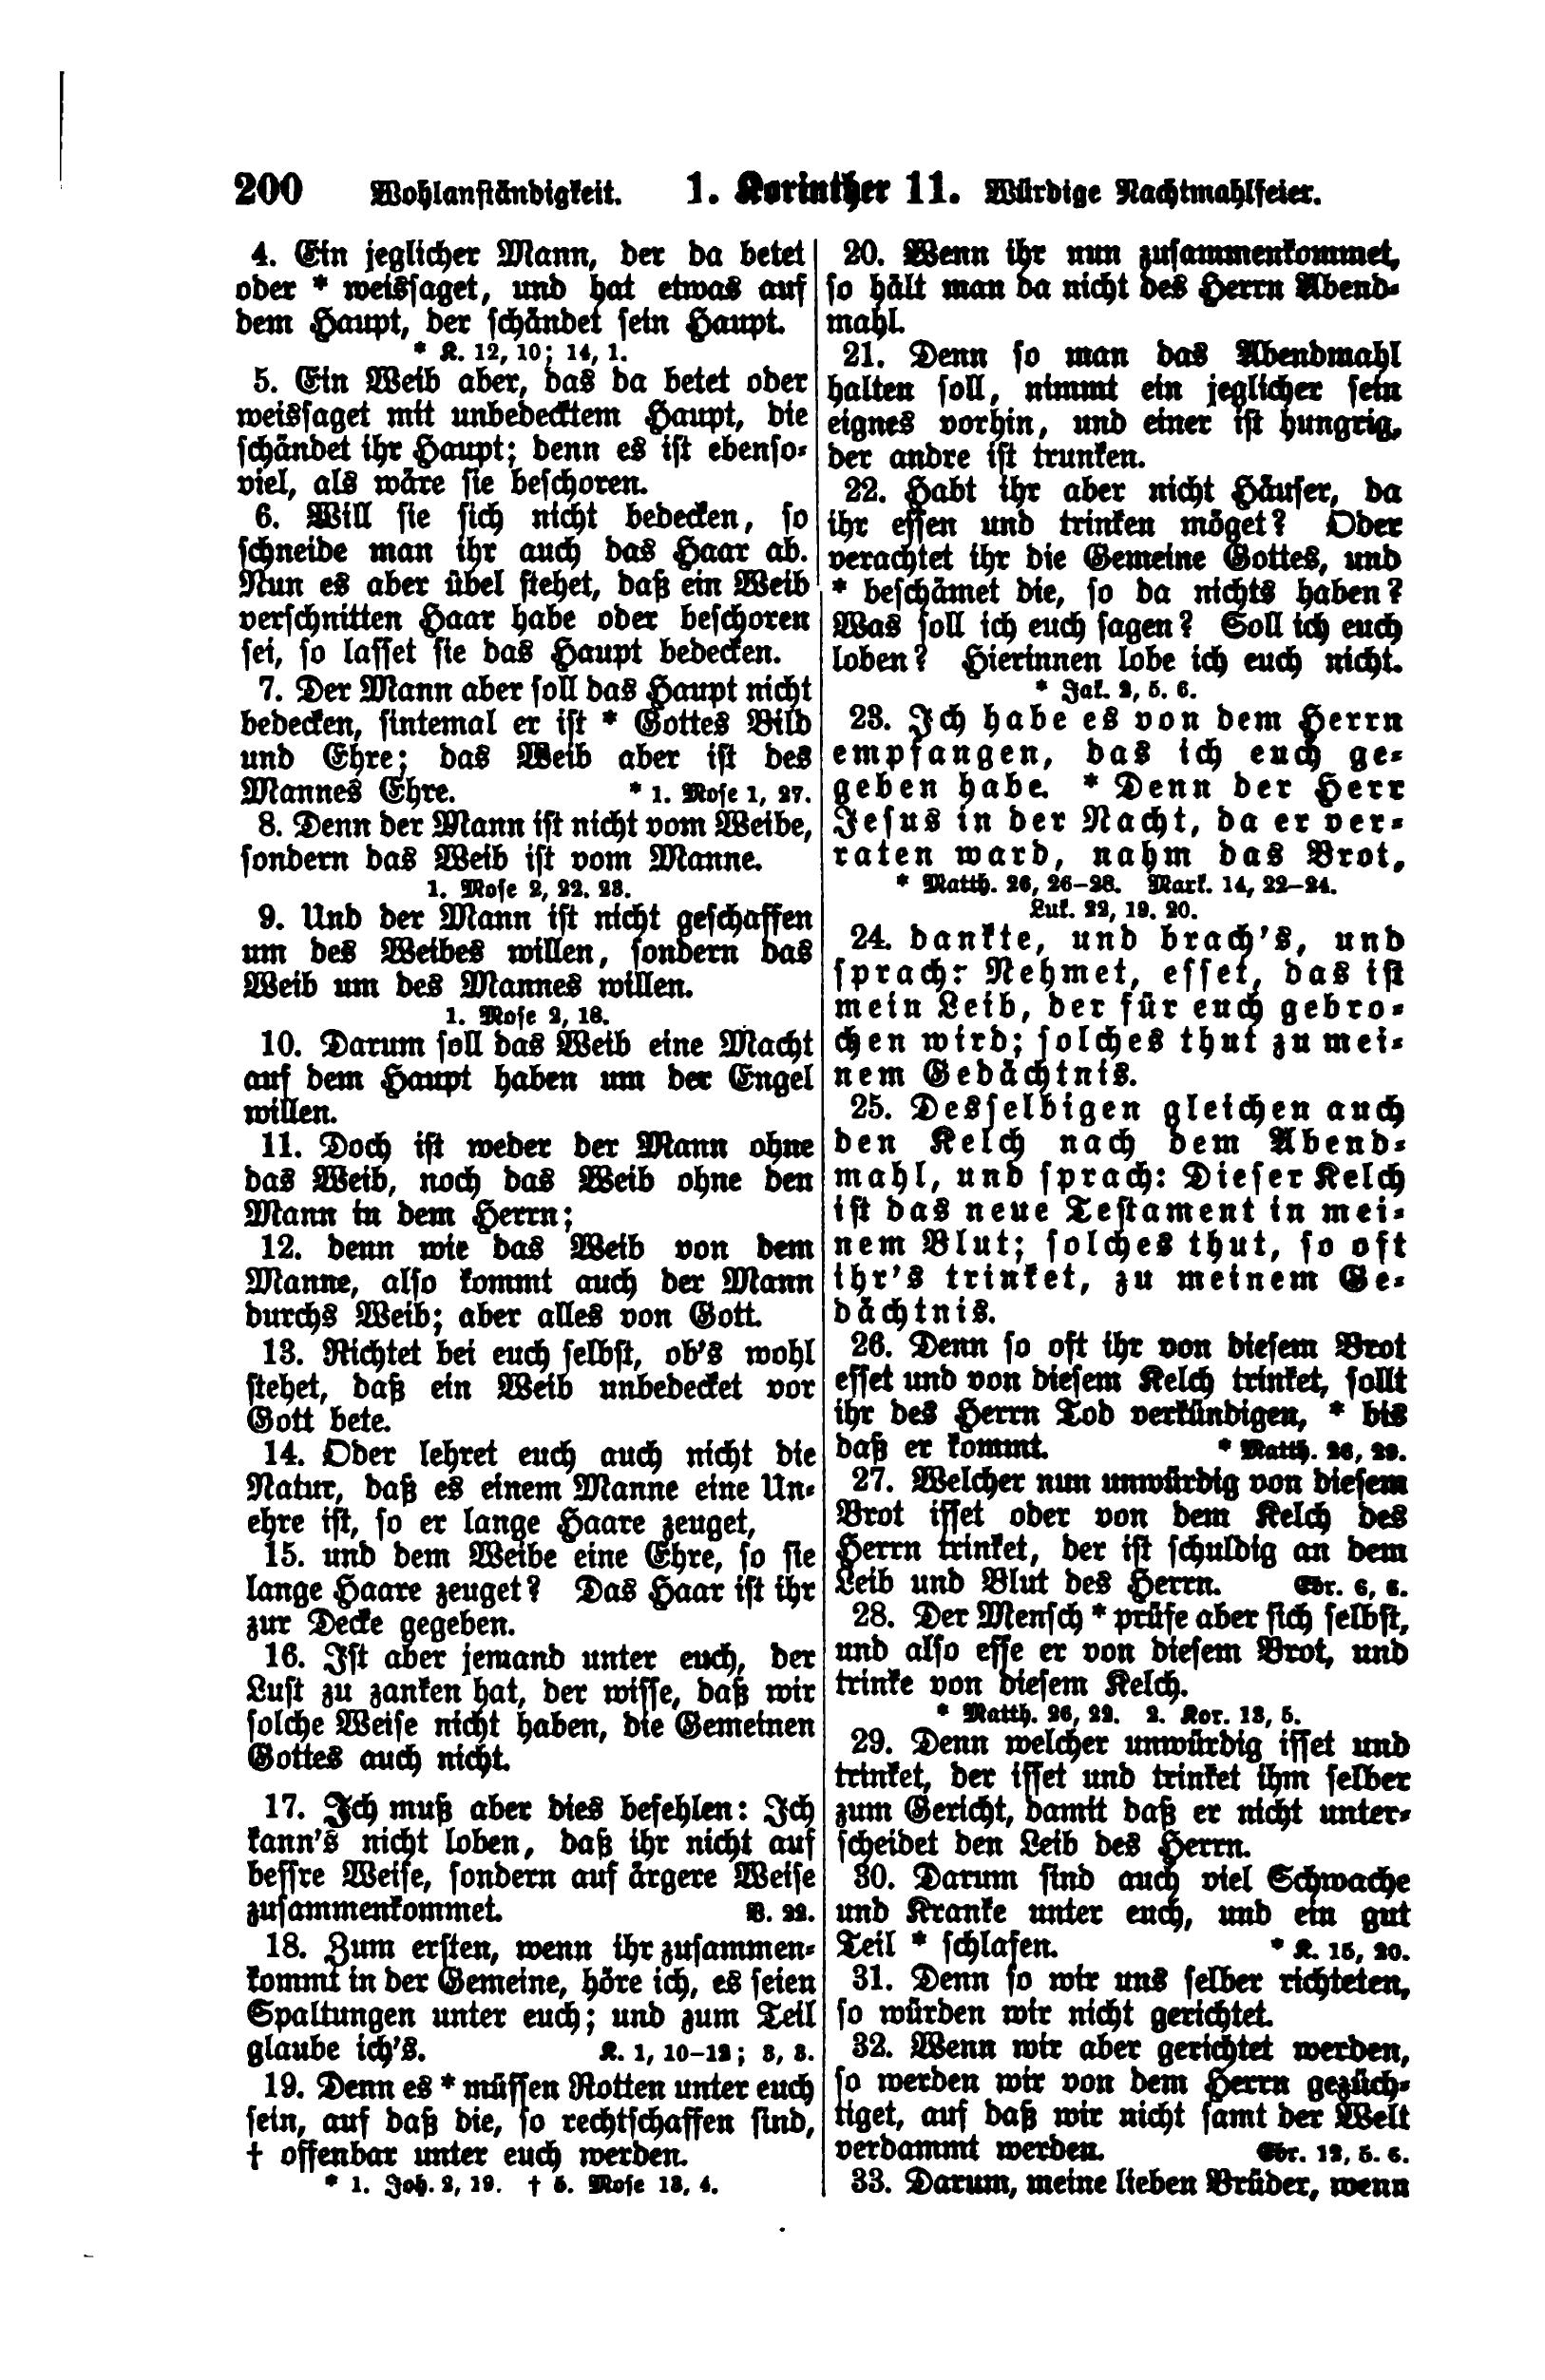 200 Wohlanständigkeit. 1. Korinther 11. Würdige Nachtmahlfeier.
4. Ein jeglicher Mann, der da betet
oder * weissaget, und hat etwas auf
dem Haupt, der schändet sein Haupt.
* K. 12, 10; 14, 1.
5. Ein Weib aber, das da betet oder
weissaget mit unbedecktem Haupt, die
schändet ihr Haupt; denn es ist ebenso-
viel, als wäre sie beschoren.
6. Will sie sich nicht bedecken, so
schneide man ihr auch das Haar ab.
Nun es aber übel stehet, daß ein Weib
verschnitten Haar habe oder beschoren
sei, so lasset sie das Haupt bedecken.
7. Der Mann aber soll das Haupt nicht
bedecken, sintemal er ist * Gottes Bild
und Ehre; das Weib aber ist des
Mannes Ehre. * 1. Mose 1, 27.
8. Denn der Mann ist nicht vom Weibe,
sondern das Weib ist vom Manne.
1. Mose 2, 22. 23.
9. Und der Mann ist nicht geschaffen
um des Weibes willen, sondern das
Weib um des Mannes willen.
1. Mose 2, 18.
10. Darum soll das Weib eine Macht
auf dem Haupt haben um der Engel
willen.
11. Doch ist weder der Mann ohne
das Weib, noch das Weib ohne den
Mann in dem Herrn;
12. denn wie das Weib von dem
Manne, also kommt auch der Mann
durchs Weib; aber alles von Gott.
13. Richtet bei euch selbst, ob's wohl
stehet, daß ein Weib unbedecket vor
Gott bete.
14. Oder lehret euch auch nicht die
Natur, daß es einem Manne eine Un-
ehre ist, so er lange Haare zeuget,
15. und dem Weibe eine Ehre, so sie
lange Haare zeuget? Das Haar ist ihr
zur Decke gegeben.
16. Ist aber jemand unter euch, der
Lust zu zanken hat, der wisse, daß wir
solche Weise nicht haben, die Gemeinen
Gottes auch nicht.
17. Ich muß aber dies befehlen: Ich
kann's nicht loben, daß ihr nicht auf
bessre Weise, sondern auf ärgere Weise
zusammenkommet. V. 22.
18. Zum ersten, wenn ihr zusammen-
kommt in der Gemeine, höre ich, es seien
Spaltungen unter euch; und zum Teil
glaube ich's. K. 1, 10-12; 3, 3.
19. Denn es * müssen Rotten unter euch
sein, auf daß die, so rechtschaffen sind,
† offenbar unter euch werden.
* 1. Joh. 2, 19. † 5. Mose 13, 4.
20. Wenn ihr nun zusammenkommet,
so hält man da nicht des Herrn Abend-
mahl.
21. Denn so man das Abendmahl
halten soll, nimmt ein jeglicher sein
eignes vorhin, und einer ist hungrig,
der andre ist trunken.
22. Habt ihr aber nicht Häuser, da
ihr essen und trinken möget? Oder
verachtet ihr die Gemeine Gottes, und
* beschämet die, so da nichts haben?
Was soll ich euch sagen? Soll ich euch
loben? Hierinnen lobe ich euch nicht.
* Jak. 2, 5. 6.
23. Ich habe es von dem Herrn
empfangen, das ich euch ge-
geben habe. * Denn der Herr
Jesus in der Nacht, da er ver-
raten ward, nahm das Brot,
* Matth. 26, 26-28. Mark. 14, 22-24.
Luk. 22, 19. 20.
24. dankte, und brach's, und
sprach: Nehmet, esset, das ist
mein Leib, der für euch gebro-
chen wird; solches thut zu mei-
nem Gedächtnis.
25. Desselbigen gleichen auch
den Kelch nach dem Abend-
mahl, und sprach: Dieser Kelch
ist das neue Testament in mei-
nem Blut; solches thut, so oft
ihr's trinket, zu meinem Ge-
dächtnis.
26. Denn so oft ihr von diesem Brot
esset und von diesem Kelch trinket, sollt
ihr des Herrn Tod verkündigen, * bis
daß er kommt. * Matth. 26, 29.
27. Welcher nun unwürdig von diesem
Brot isset oder von dem Kelch des
Herrn trinket, der ist schuldig an dem
Leib und Blut des Herrn. Ebr. 6, 6.
28. Der Mensch * prüfe aber sich selbst,
und also esse er von diesem Brot, und
trinke von diesem Kelch.
* Matth. 26, 22. 2. Kor. 13, 5.
29. Denn welcher unwürdig isset und
trinket, der isset und trinket ihm selber
zum Gericht, damit daß er nicht unter-
scheidet den Leib des Herrn.
30. Darum sind auch viel Schwache
und Kranke unter euch, und ein gut
Teil * schlafen. * K. 15, 20.
31. Denn so wir uns selber richteten,
so würden wir nicht gerichtet.
32. Wenn wir aber gerichtet werden,
so werden wir von dem Herrn gezüch-
tiget, auf daß wir nicht samt der Welt
verdammt werden. Ebr. 12, 5. 6.
33. Darum, meine lieben Brüder, wenn